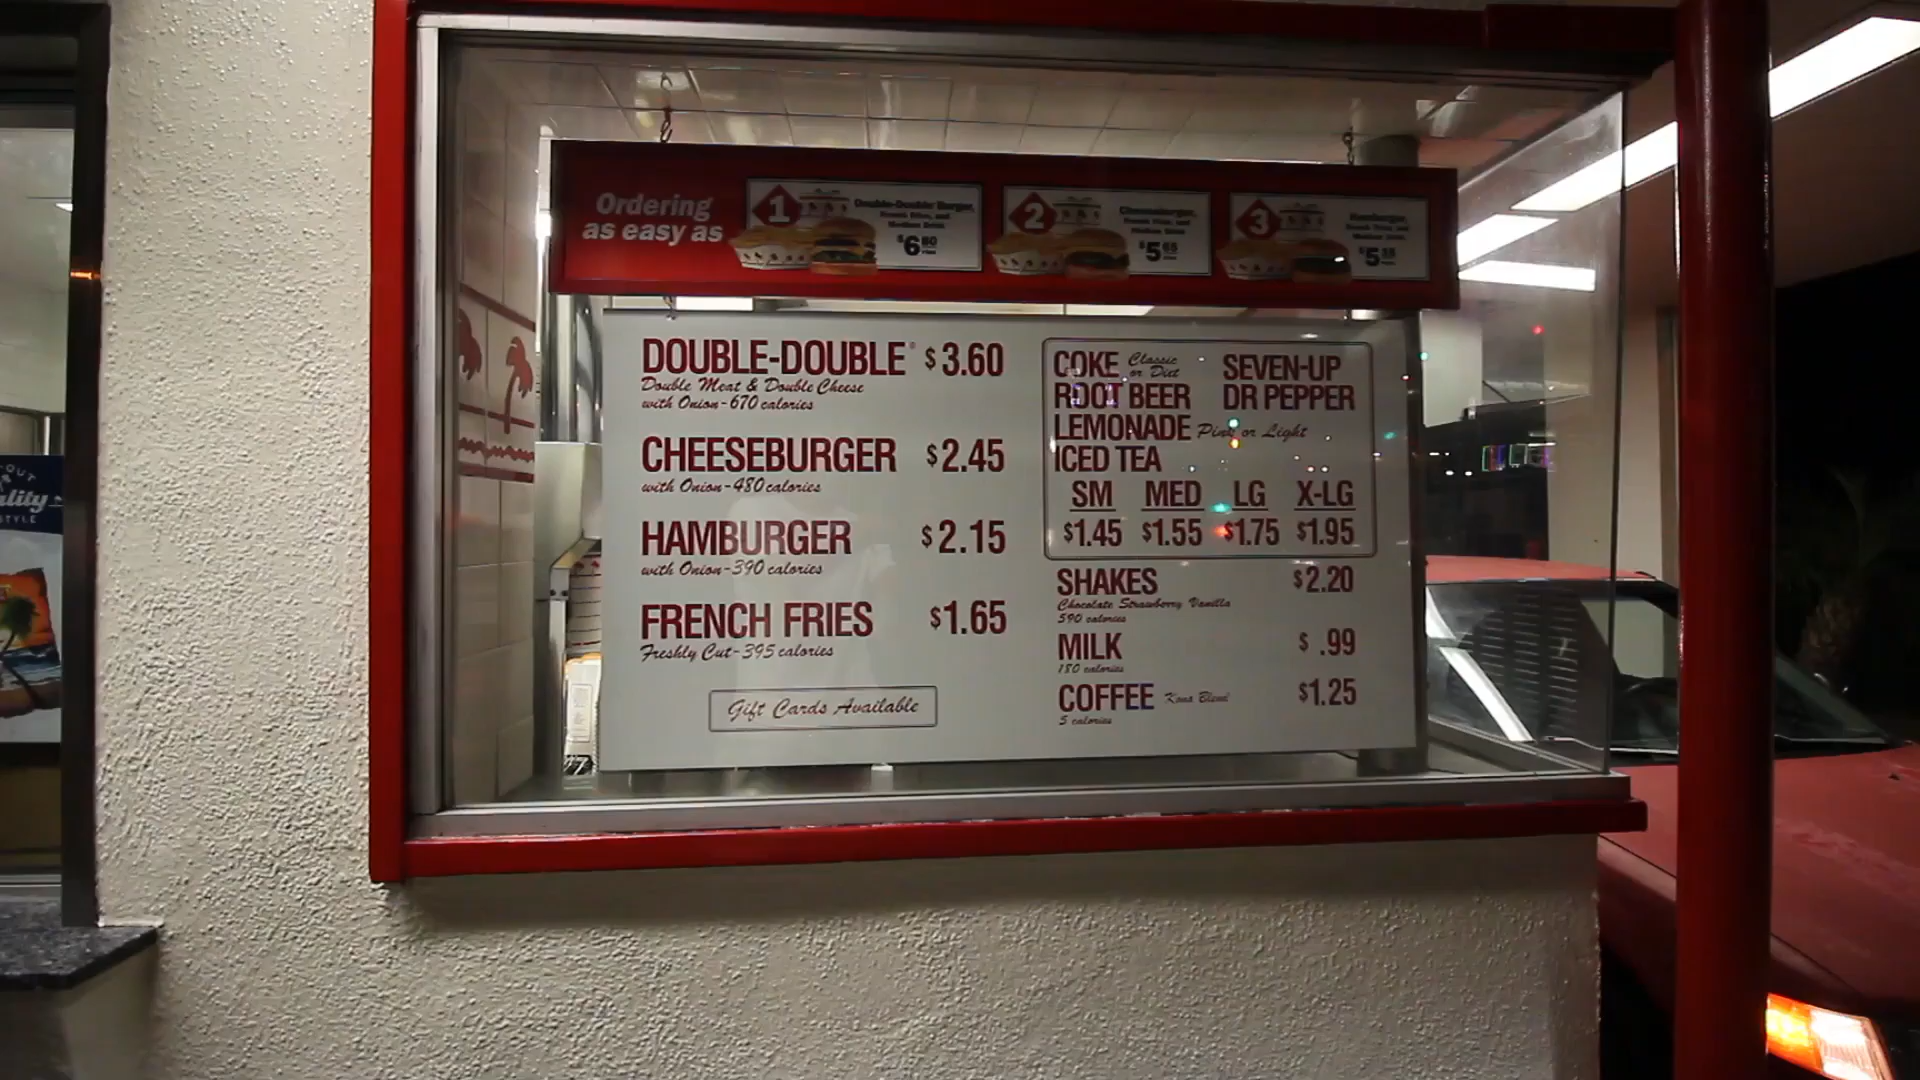 Ordering
as easy as
1
Double-Double Burger,
French Fries, and
Medium Drink
$6 80
2
Cheeseburger,
French Fries, and
Medium Drink
$5 65
3
Hamburger,
French Fries, and
Medium Drink
$5 35
DOUBLE-DOUBLE® $3.60
Double Meat & Double Cheese
with Onion-670 calories
CHEESEBURGER $2.45
with Onion-480 calories
HAMBURGER $2.15
with Onion-390 calories
FRENCH FRIES $1.65
Freshly Cut-395 calories
Gift Cards Available
COKE Classic or Diet SEVEN-UP
ROOT BEER DR PEPPER
LEMONADE Pink or Light
ICED TEA
SM MED LG X-LG
$1.45 $1.55 $1.75 $1.95
SHAKES $2.20
Chocolate Strawberry Vanilla
590 calories
MILK $ .99
180 calories
COFFEE Kona Blend $1.25
5 calories
OUT
ality
STYLE